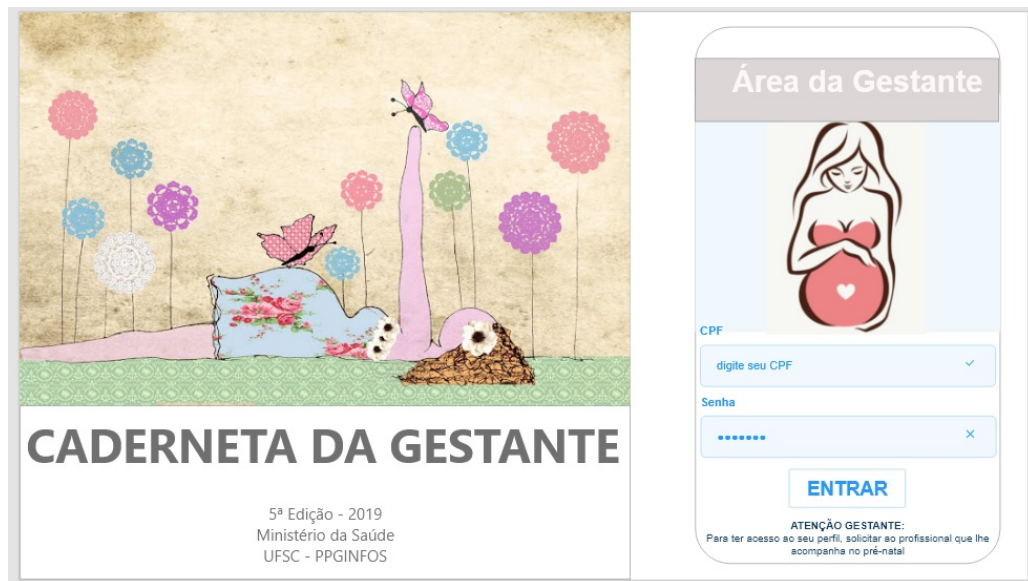 CADERNETA DA GESTANTE
5ª Edição - 2019
Ministério da Saúde
UFSC - PPGINFOS
Área da Gestante
CPF
digite seu CPF
Senha
ENTRAR
ATENÇÃO GESTANTE:
Para ter acesso ao seu perfil, solicitar ao profissional que lhe
acompanha no pré-natal